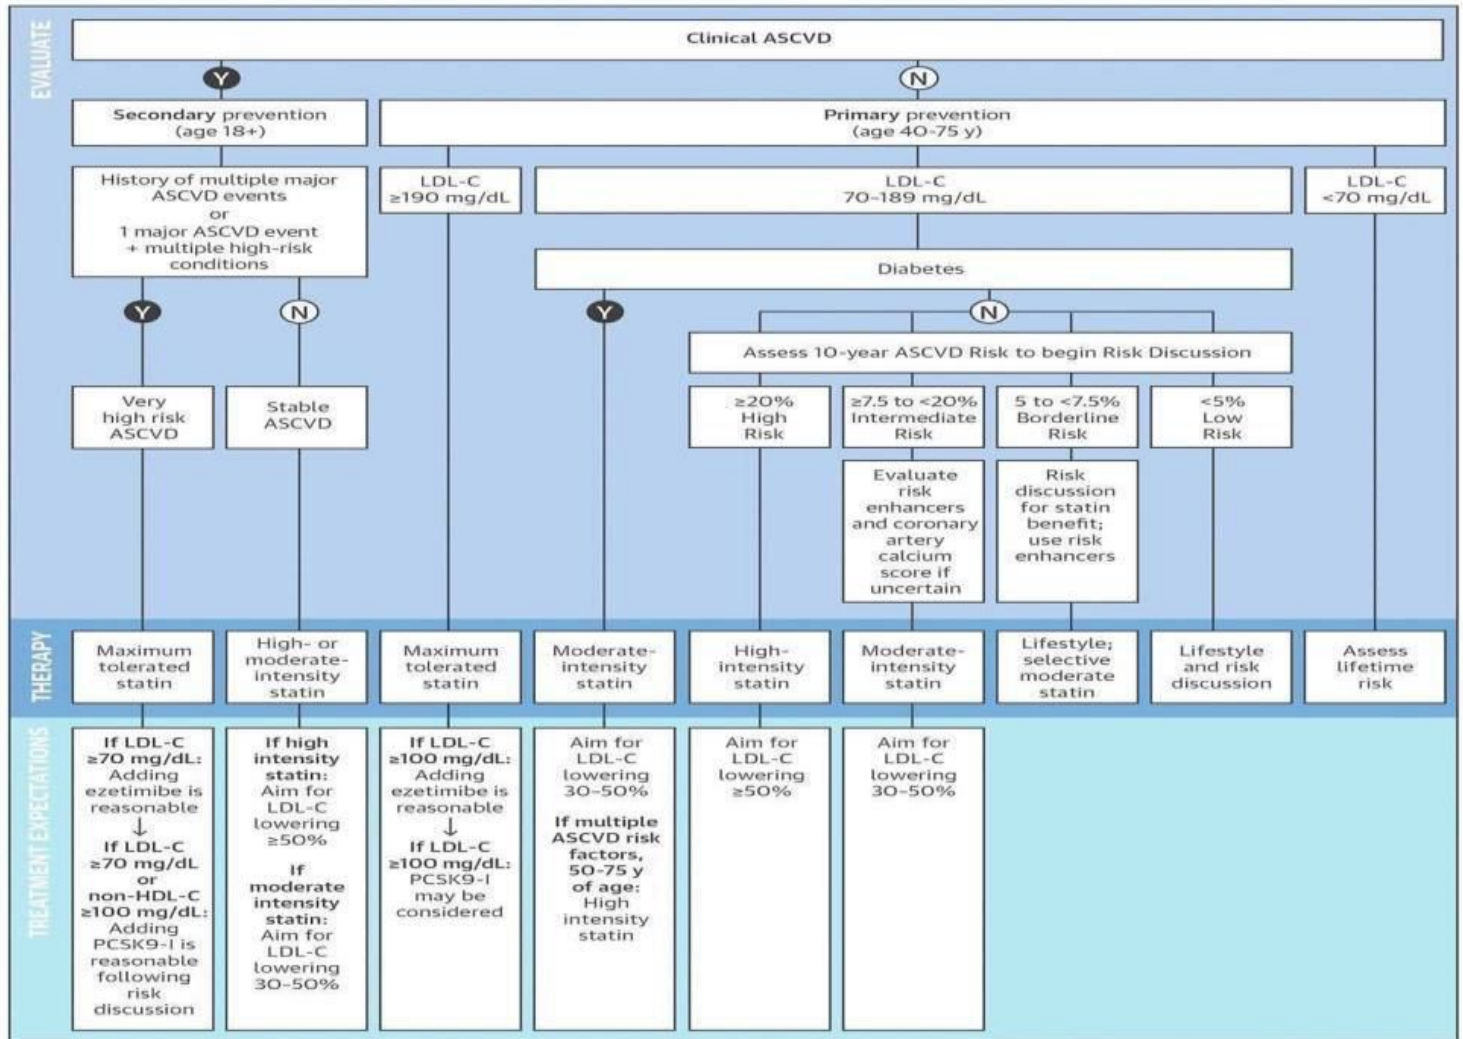 EVALUATE
Clinical ASCVD
Y
N
Secondary prevention
(age 18+)
Primary prevention
(age 40-75 y)
History of multiple major
ASCVD events
or
1 major ASCVD event
+ multiple high-risk
conditions
LDL-C
≥190 mg/dL
LDL-C
70-189 mg/dL
LDL-C
<70 mg/dL
Diabetes
Y
N
Y
N
Assess 10-year ASCVD Risk to begin Risk Discussion
Very
high risk
ASCVD
Stable
ASCVD
≥20%
High
Risk
≥7.5 to <20%
Intermediate
Risk
5 to <7.5%
Borderline
Risk
<5%
Low
Risk
Evaluate
risk
enhancers
and coronary
artery
calcium
score if
uncertain
Risk
discussion
for statin
benefit;
use risk
enhancers
THERAPY
Maximum
tolerated
statin
High- or
moderate-
intensity
statin
Maximum
tolerated
statin
Moderate-
intensity
statin
High-
intensity
statin
Moderate-
intensity
statin
Lifestyle;
selective
moderate
statin
Lifestyle
and risk
discussion
Assess
lifetime
risk
TREATMENT EXPECTATIONS
If LDL-C
≥70 mg/dL:
Adding
ezetimibe is
reasonable
↓
If LDL-C
≥70 mg/dL
or
non-HDL-C
≥100 mg/dL:
Adding
PCSK9-I is
reasonable
following
risk
discussion
If high
intensity
statin:
Aim for
LDL-C
lowering
≥50%
If
moderate
intensity
statin:
Aim for
LDL-C
lowering
30-50%
If LDL-C
≥100 mg/dL:
Adding
ezetimibe is
reasonable
↓
If LDL-C
≥100 mg/dL:
PCSK9-I
may be
considered
Aim for
LDL-C
lowering
30-50%
If multiple
ASCVD risk
factors,
50-75 y
of age:
High
intensity
statin
Aim for
LDL-C
lowering
≥50%
Aim for
LDL-C
lowering
30-50%